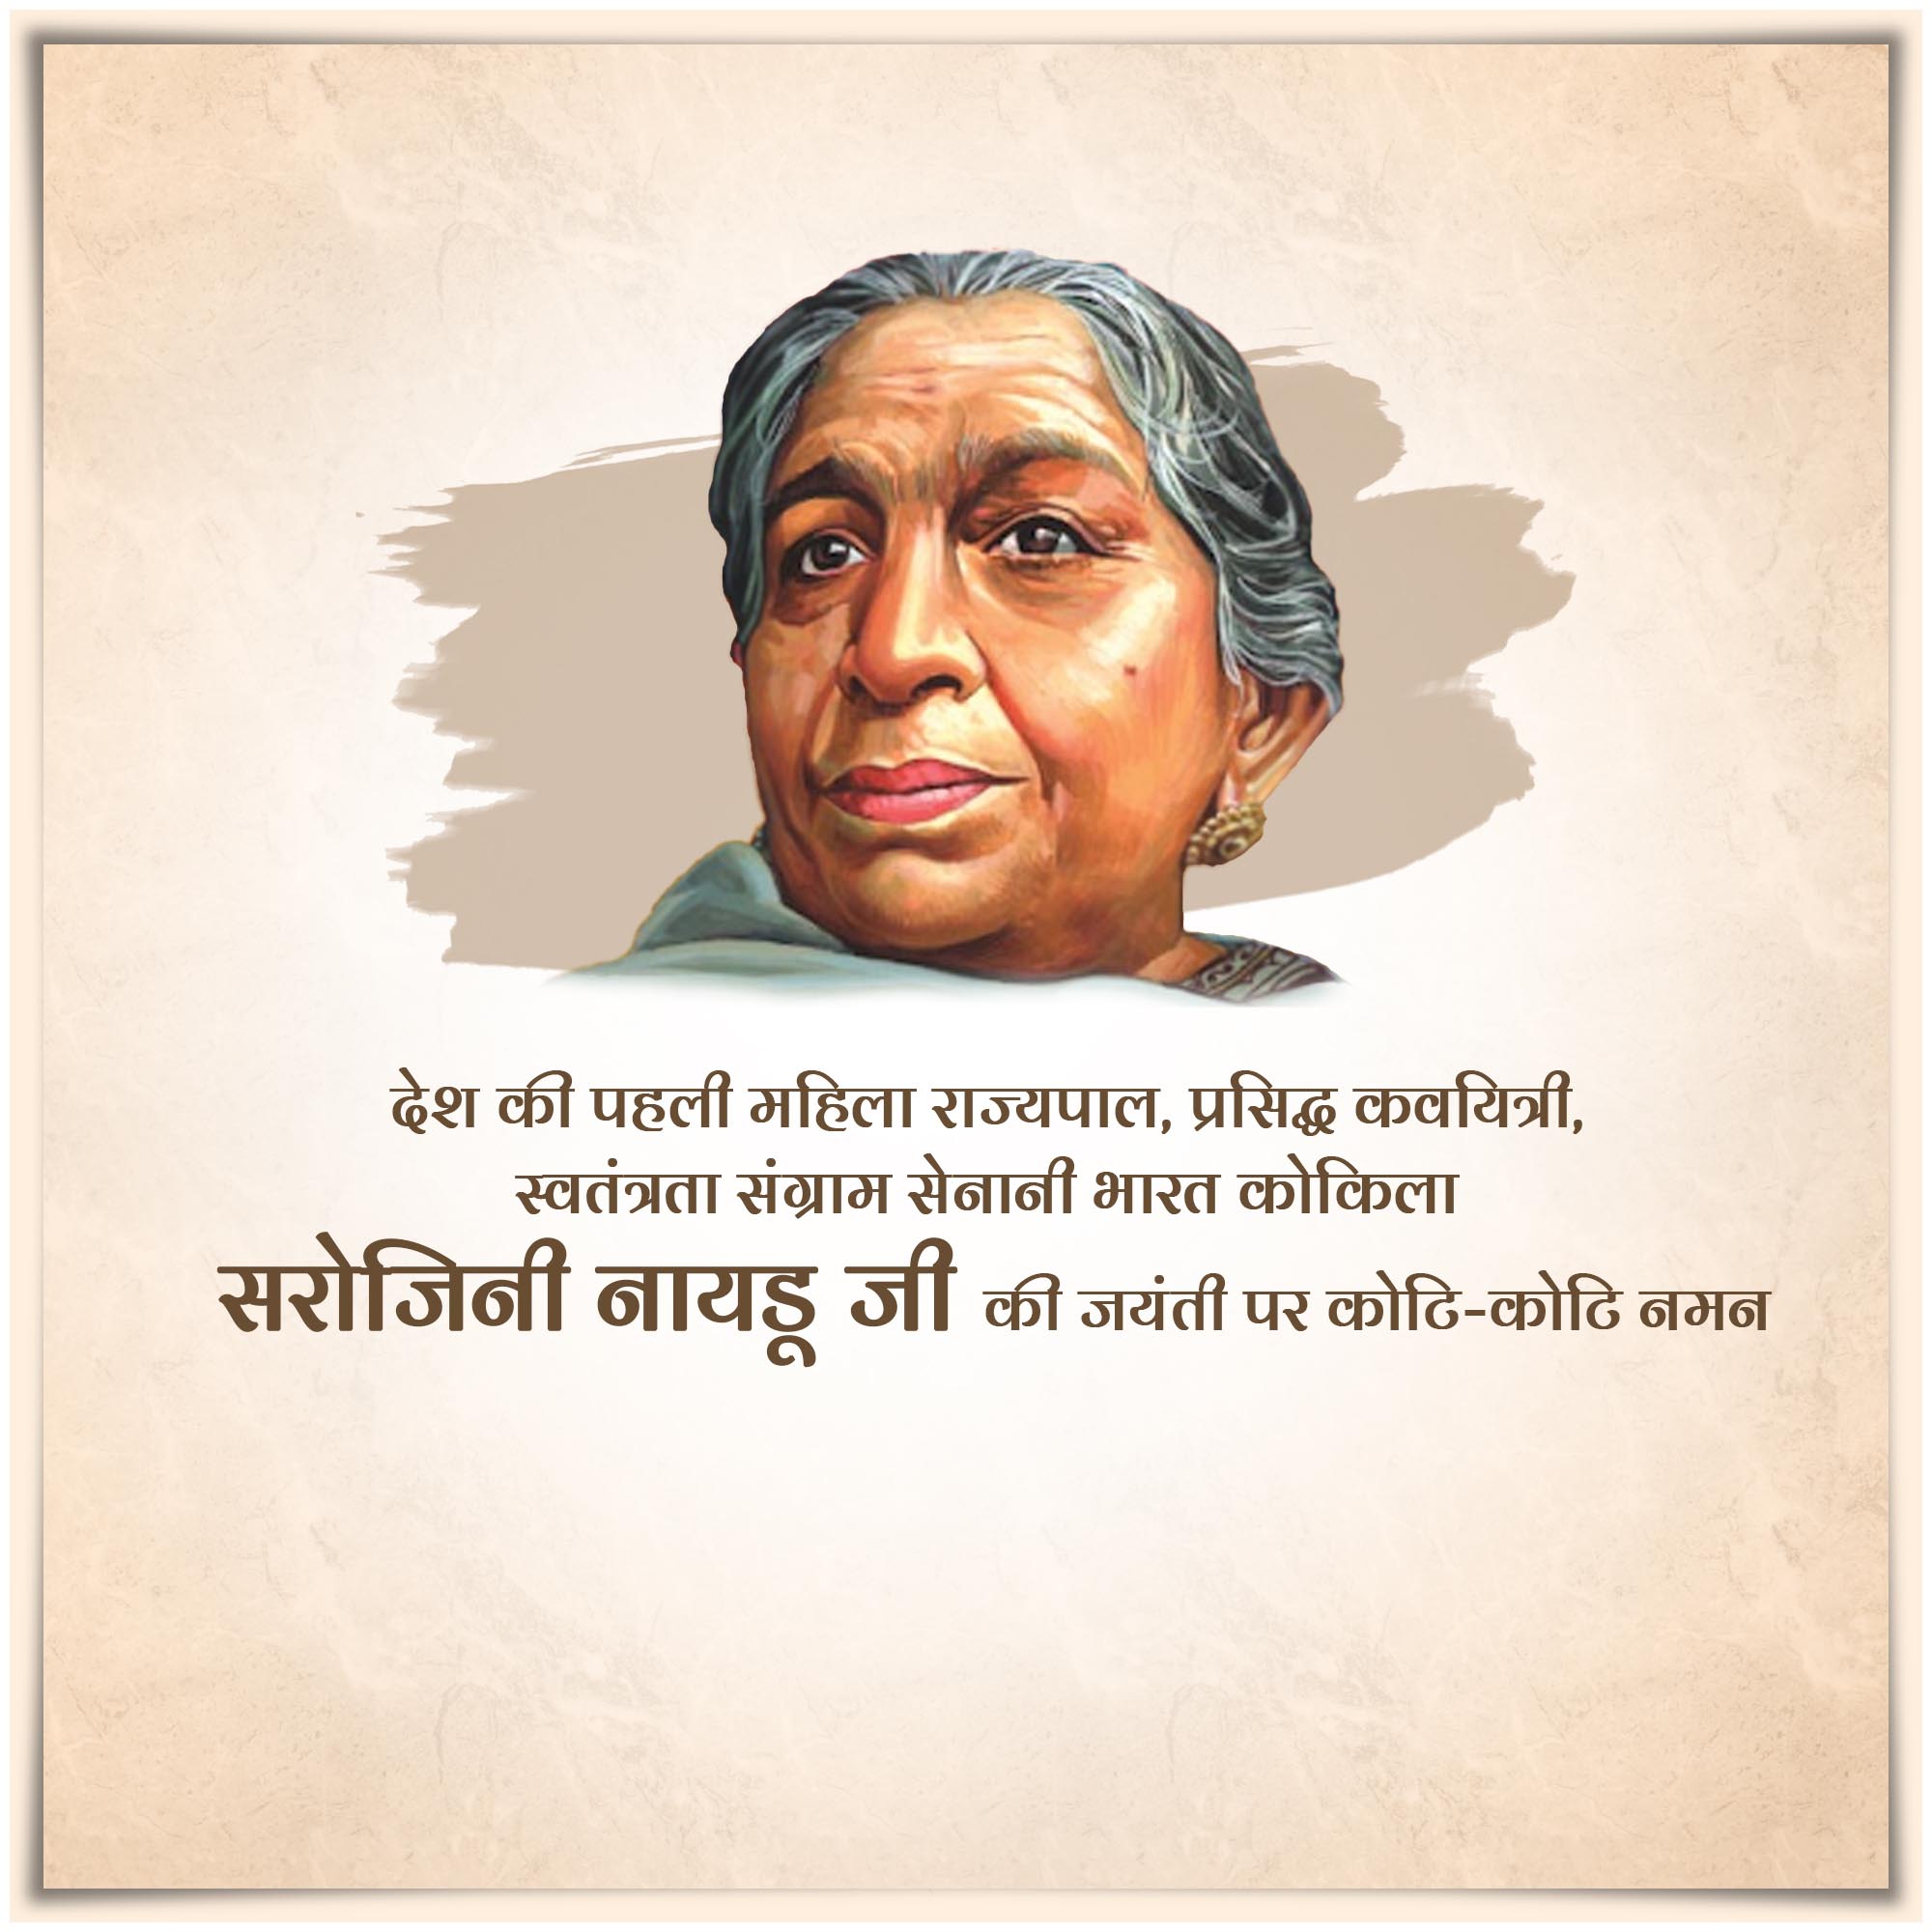 देश की पहली महिला राज्यपाल, प्रसिद्ध कवयित्री,
स्वतंत्रता संग्राम सेनानी भारत कोकिला
सरोजिनी नायडू जी की जयंती पर कोटि-कोटि नमन